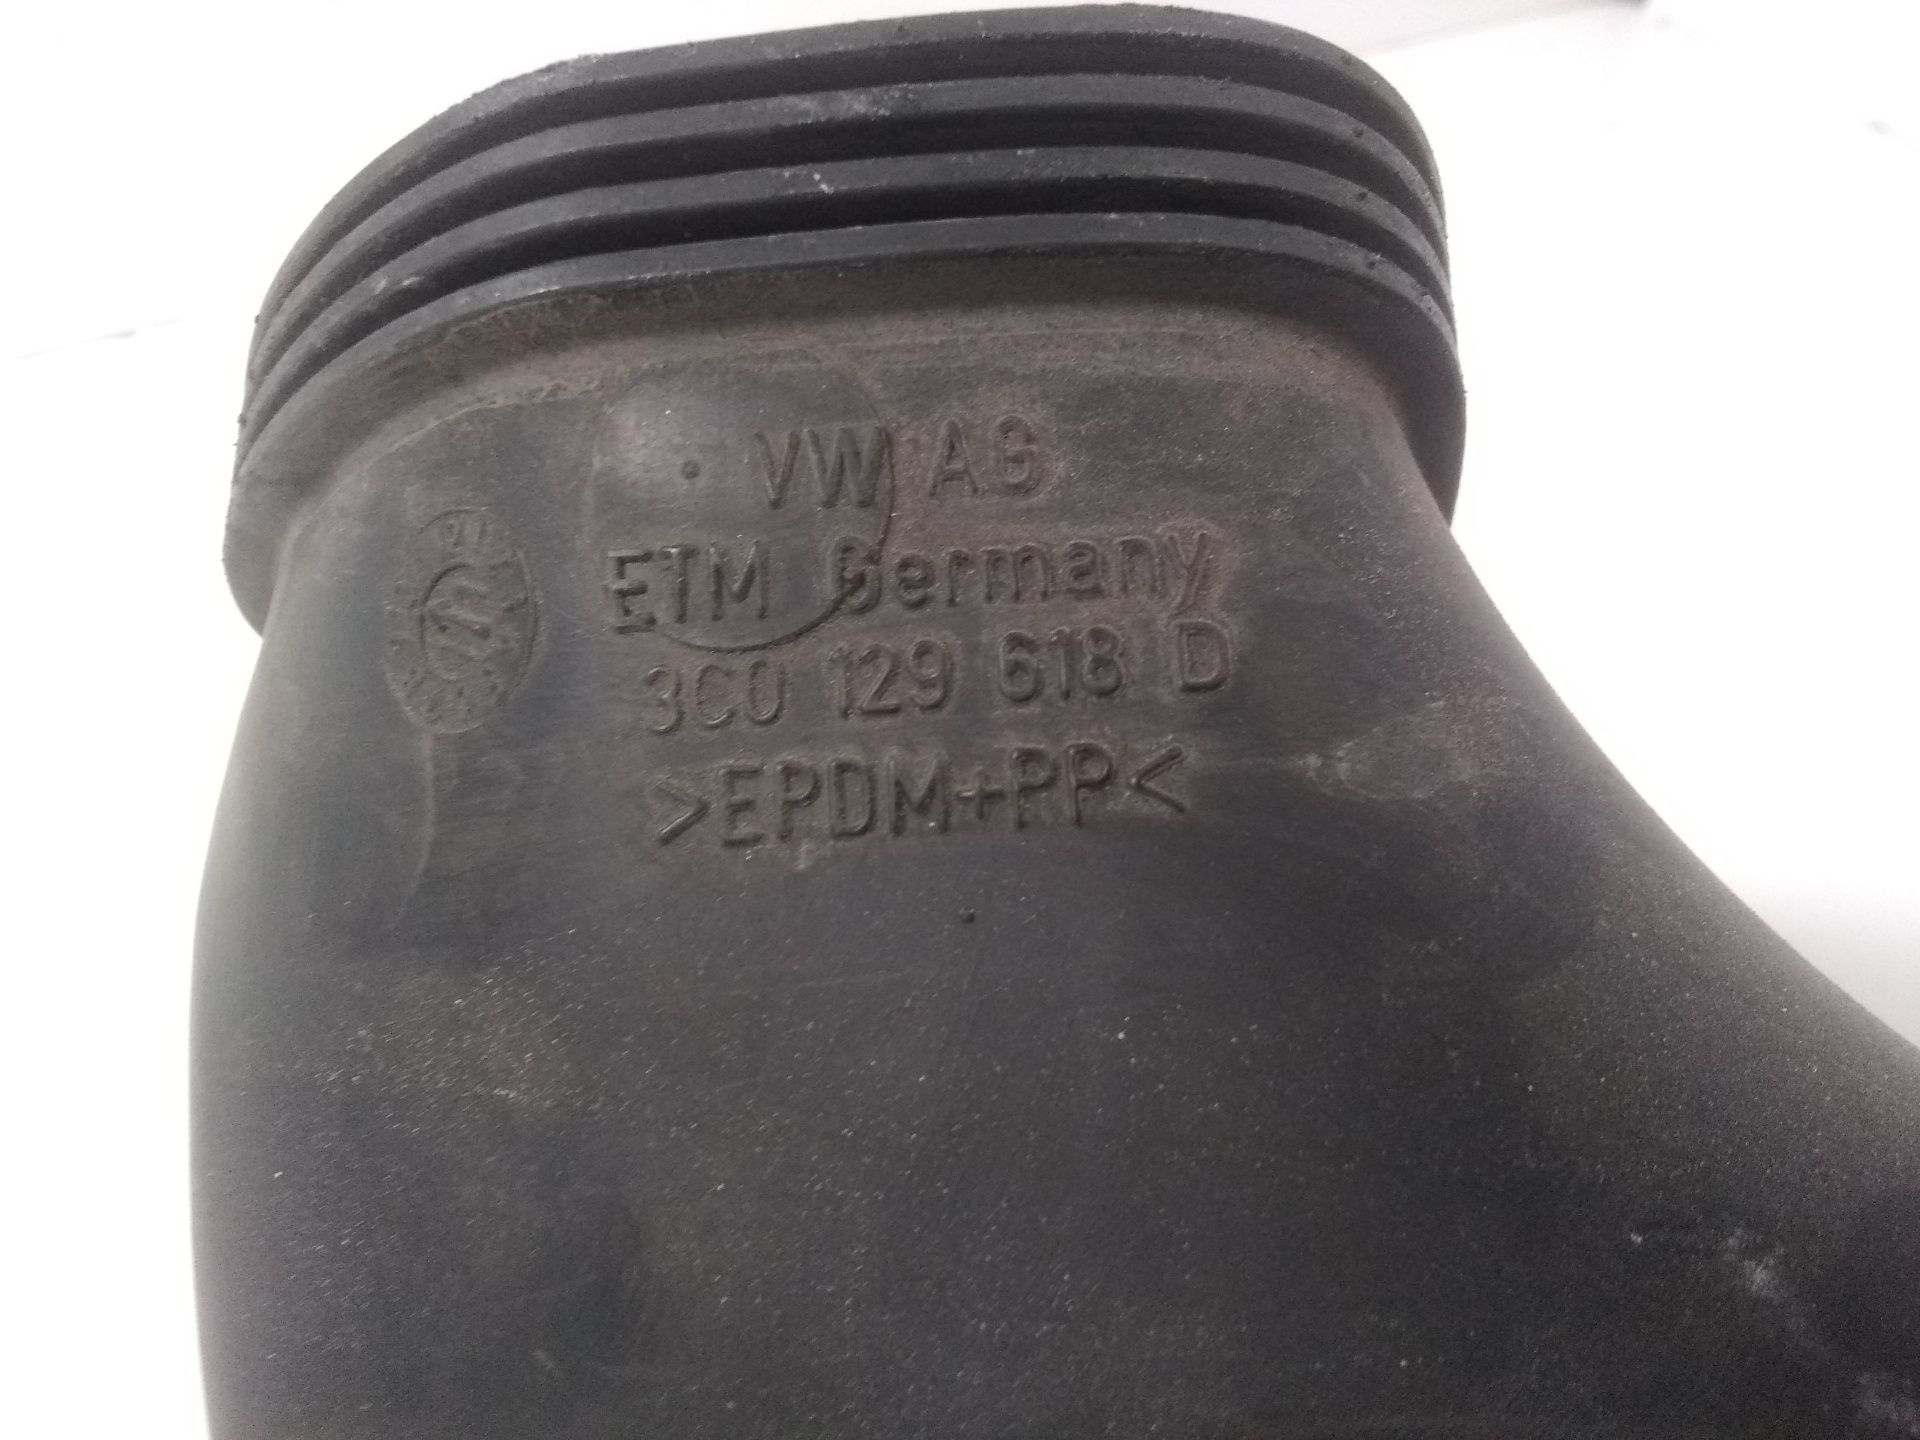 VW AG
ETM Germany
3C0 129 618 D
>EPDM+PP<